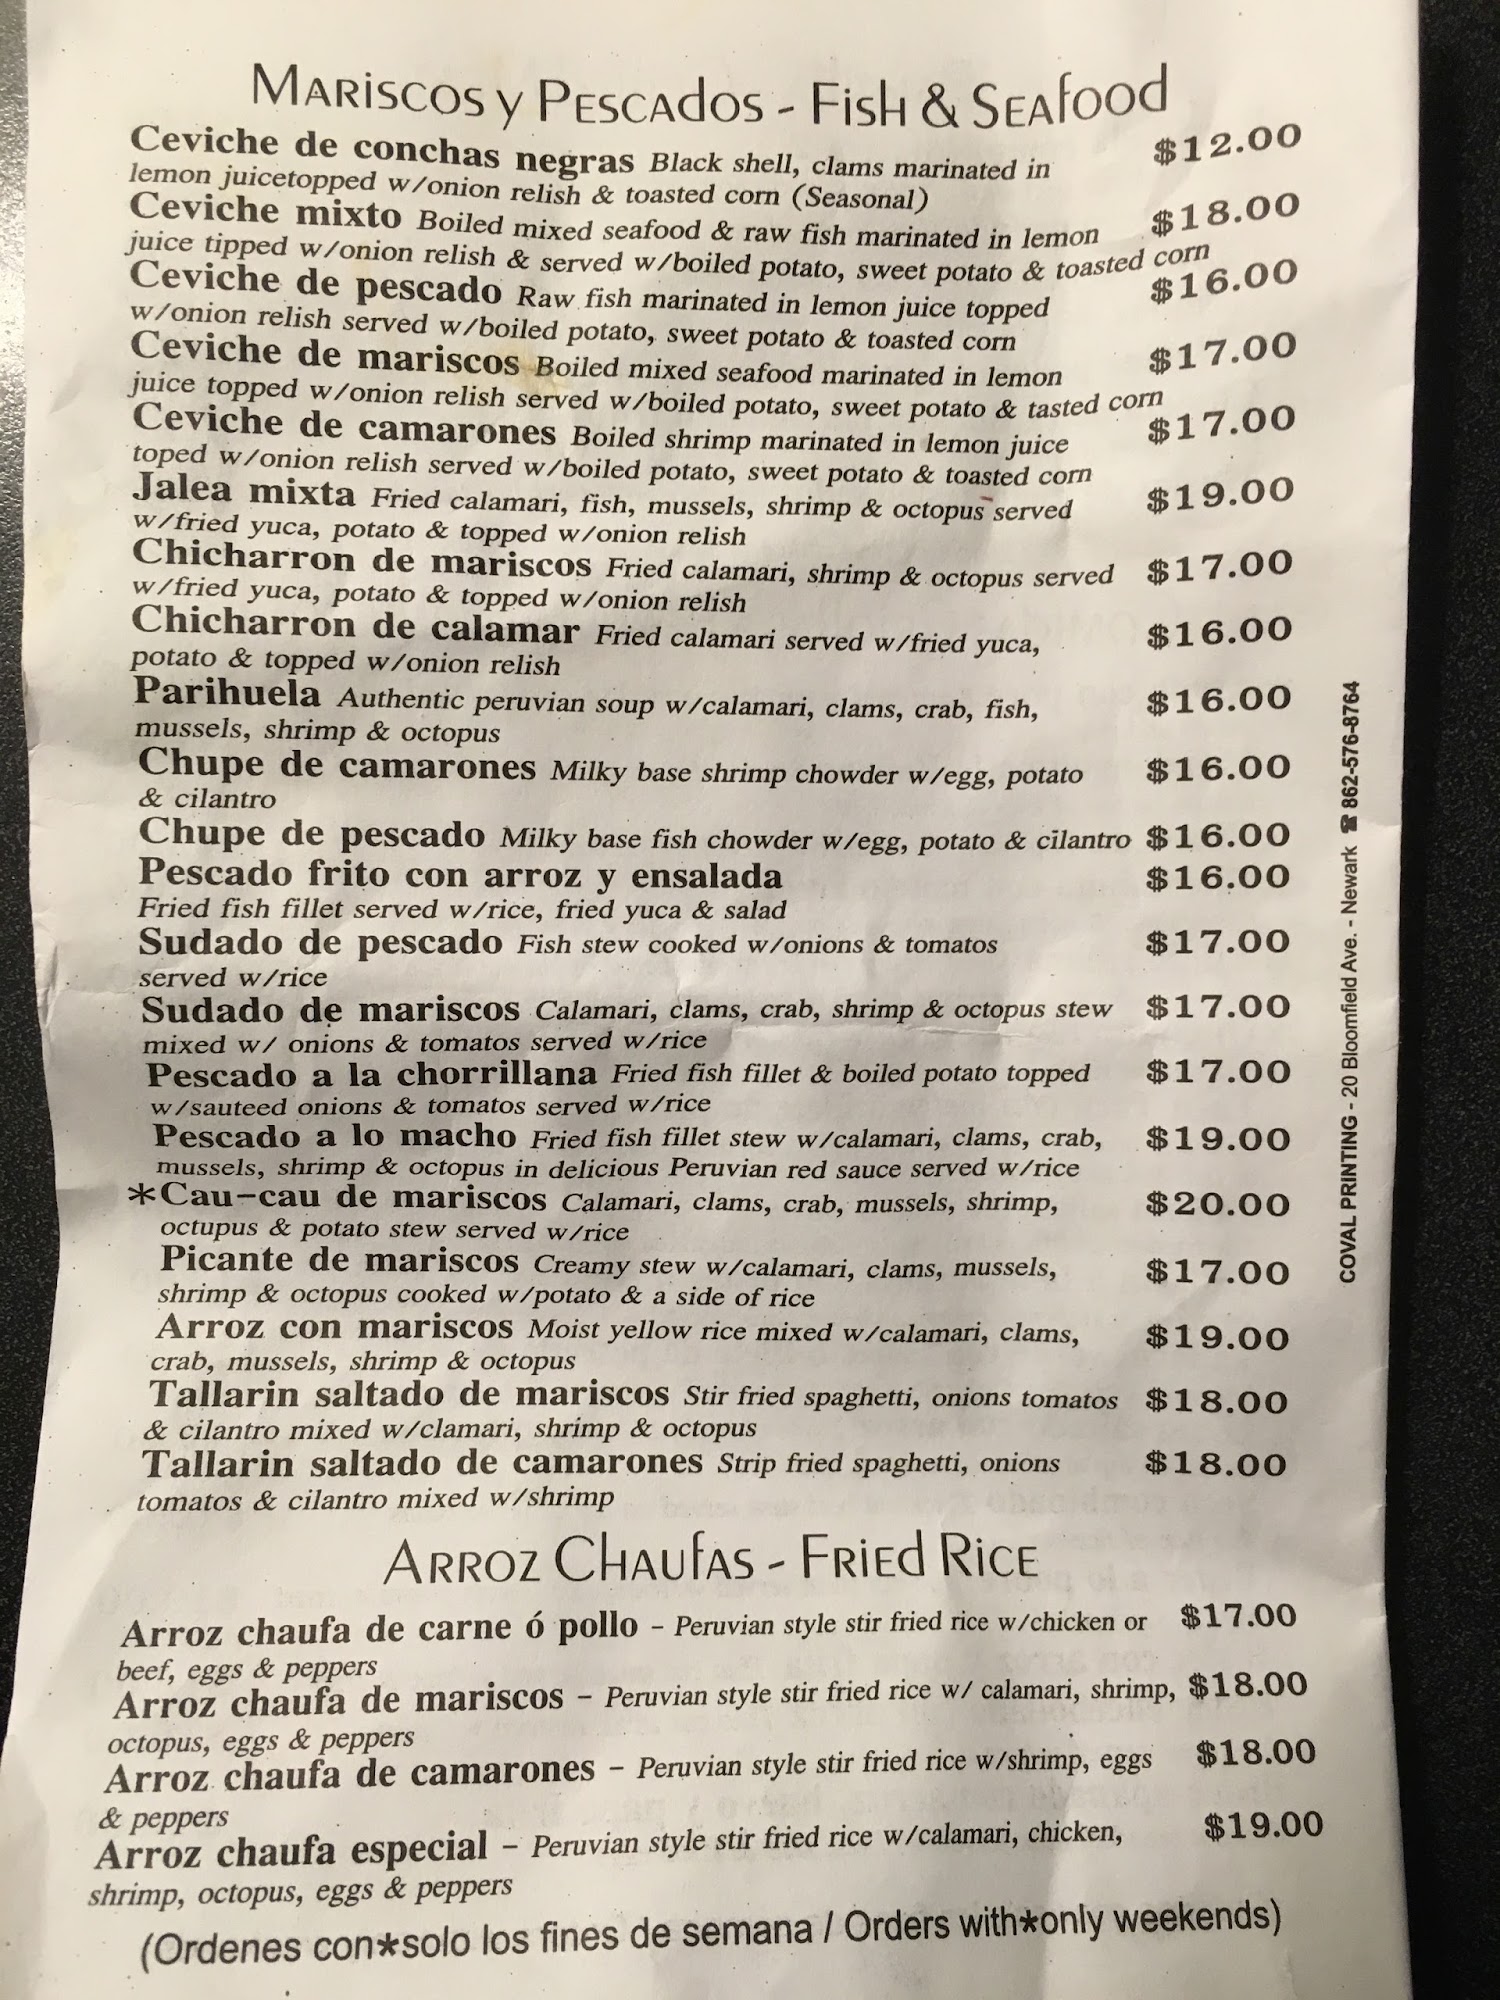 Mariscos y Pescados - Fish & Seafood
Ceviche de conchas negras Black shell, clams marinated in $12.00
lemon juicetopped w/onion relish & toasted corn (Seasonal)
Ceviche mixto Boiled mixed seafood & raw fish marinated in lemon $18.00
juice tipped w/onion relish & served w/boiled potato, sweet potato & toasted corn
Ceviche de pescado Raw fish marinated in lemon juice topped $16.00
w/onion relish served w/boiled potato, sweet potato & toasted corn
Ceviche de mariscos Boiled mixed seafood marinated in lemon $17.00
juice topped w/onion relish served w/boiled potato, sweet potato & tasted corn
Ceviche de camarones Boiled shrimp marinated in lemon juice $17.00
toped w/onion relish served w/boiled potato, sweet potato & toasted corn
Jalea mixta Fried calamari, fish, mussels, shrimp & octopus served $19.00
w/fried yuca, potato & topped w/onion relish
Chicharron de mariscos Fried calamari, shrimp & octopus served $17.00
w/fried yuca, potato & topped w/onion relish
Chicharron de calamar Fried calamari served w/fried yuca, $16.00
potato & topped w/onion relish
Parihuela Authentic peruvian soup w/calamari, clams, crab, fish, $16.00
mussels, shrimp & octopus
Chupe de camarones Milky base shrimp chowder w/egg, potato $16.00
& cilantro
Chupe de pescado Milky base fish chowder w/egg, potato & cilantro $16.00
Pescado frito con arroz y ensalada $16.00
Fried fish fillet served w/rice, fried yuca & salad
Sudado de pescado Fish stew cooked w/onions & tomatos $17.00
served w/rice
Sudado de mariscos Calamari, clams, crab, shrimp & octopus stew $17.00
mixed w/ onions & tomatos served w/rice
Pescado a la chorrillana Fried fish fillet & boiled potato topped $17.00
w/sauteed onions & tomatos served w/rice
Pescado a lo macho Fried fish fillet stew w/calamari, clams, crab, $19.00
mussels, shrimp & octopus in delicious Peruvian red sauce served w/rice
*Cau-cau de mariscos Calamari, clams, crab, mussels, shrimp, $20.00
octupus & potato stew served w/rice
Picante de mariscos Creamy stew w/calamari, clams, mussels, $17.00
shrimp & octopus cooked w/potato & a side of rice
Arroz con mariscos Moist yellow rice mixed w/calamari, clams, $19.00
crab, mussels, shrimp & octopus
Tallarin saltado de mariscos Stir fried spaghetti, onions tomatos $18.00
& cilantro mixed w/clamari, shrimp & octopus
Tallarin saltado de camarones Strip fried spaghetti, onions $18.00
tomatos & cilantro mixed w/shrimp
Arroz Chaufas - Fried Rice
Arroz chaufa de carne ó pollo - Peruvian style stir fried rice w/chicken or $17.00
beef, eggs & peppers
Arroz chaufa de mariscos - Peruvian style stir fried rice w/ calamari, shrimp, $18.00
octopus, eggs & peppers
Arroz chaufa de camarones - Peruvian style stir fried rice w/shrimp, eggs $18.00
& peppers
Arroz chaufa especial - Peruvian style stir fried rice w/calamari, chicken, $19.00
shrimp, octopus, eggs & peppers
(Ordenes con*solo los fines de semana / Orders with*only weekends)
COVAL PRINTING - 20 Bloomfield Ave. - Newark ☎ 862-576-8764